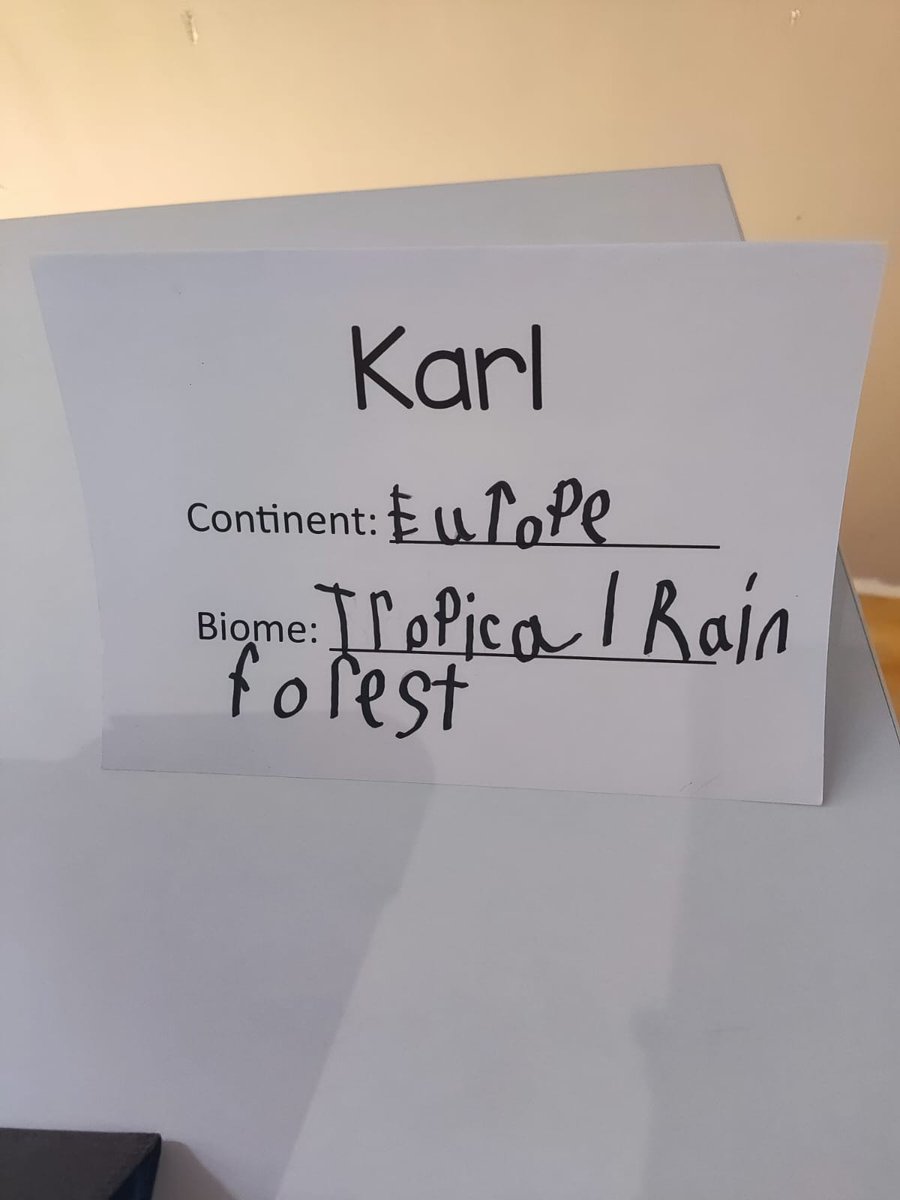 Karl
Continent: Europe
Biome: Tropical Rain
forest